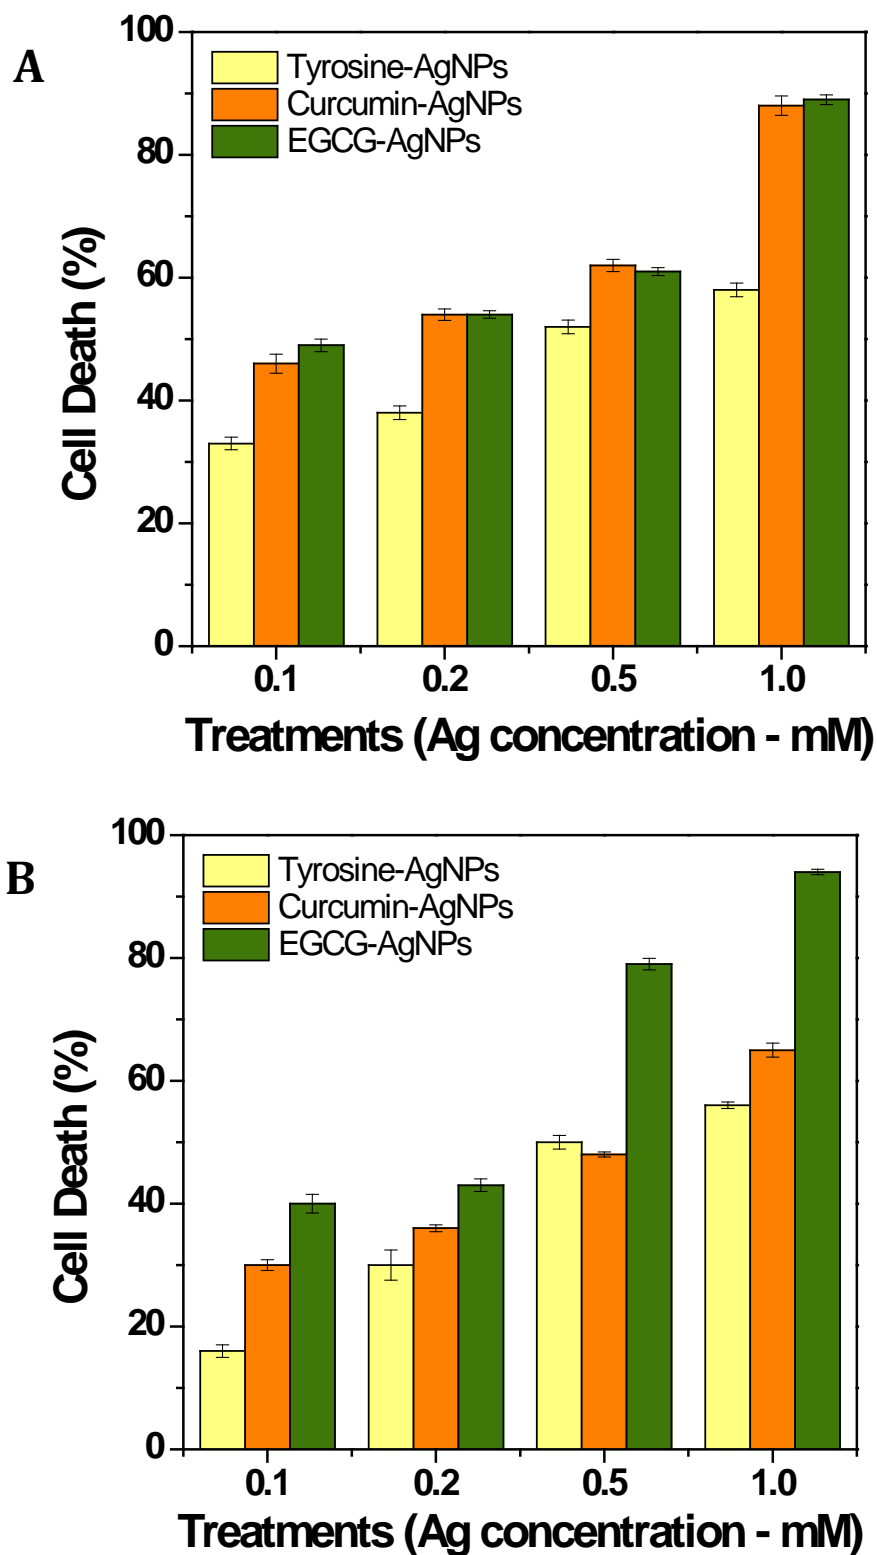 A
100
80
60
40
20
0
Cell Death (%)
Tyrosine-AgNPs
Curcumin-AgNPs
EGCG-AgNPs
0.1 0.2 0.5 1.0
Treatments (Ag concentration - mM)
B
100
80
60
40
20
0
Cell Death (%)
Tyrosine-AgNPs
Curcumin-AgNPs
EGCG-AgNPs
0.1 0.2 0.5 1.0
Treatments (Ag concentration - mM)